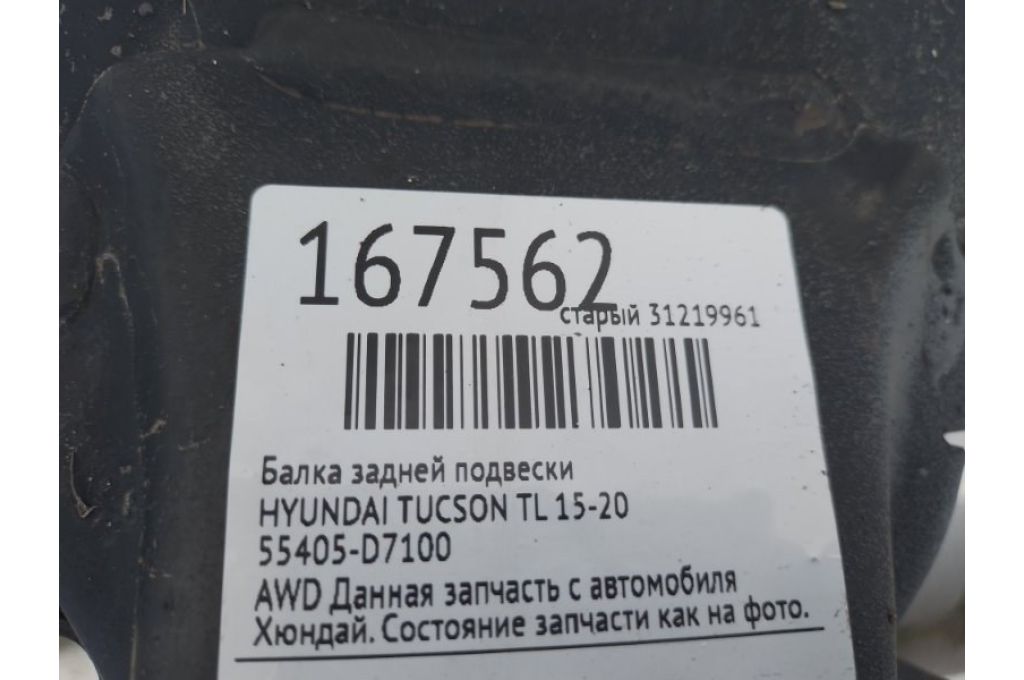 167562
старый 31219961
Балка задней подвески
HYUNDAI TUCSON TL 15-20
55405-D7100
AWD Данная запчасть с автомобиля
Хюндай. Состояние запчасти как на фото.